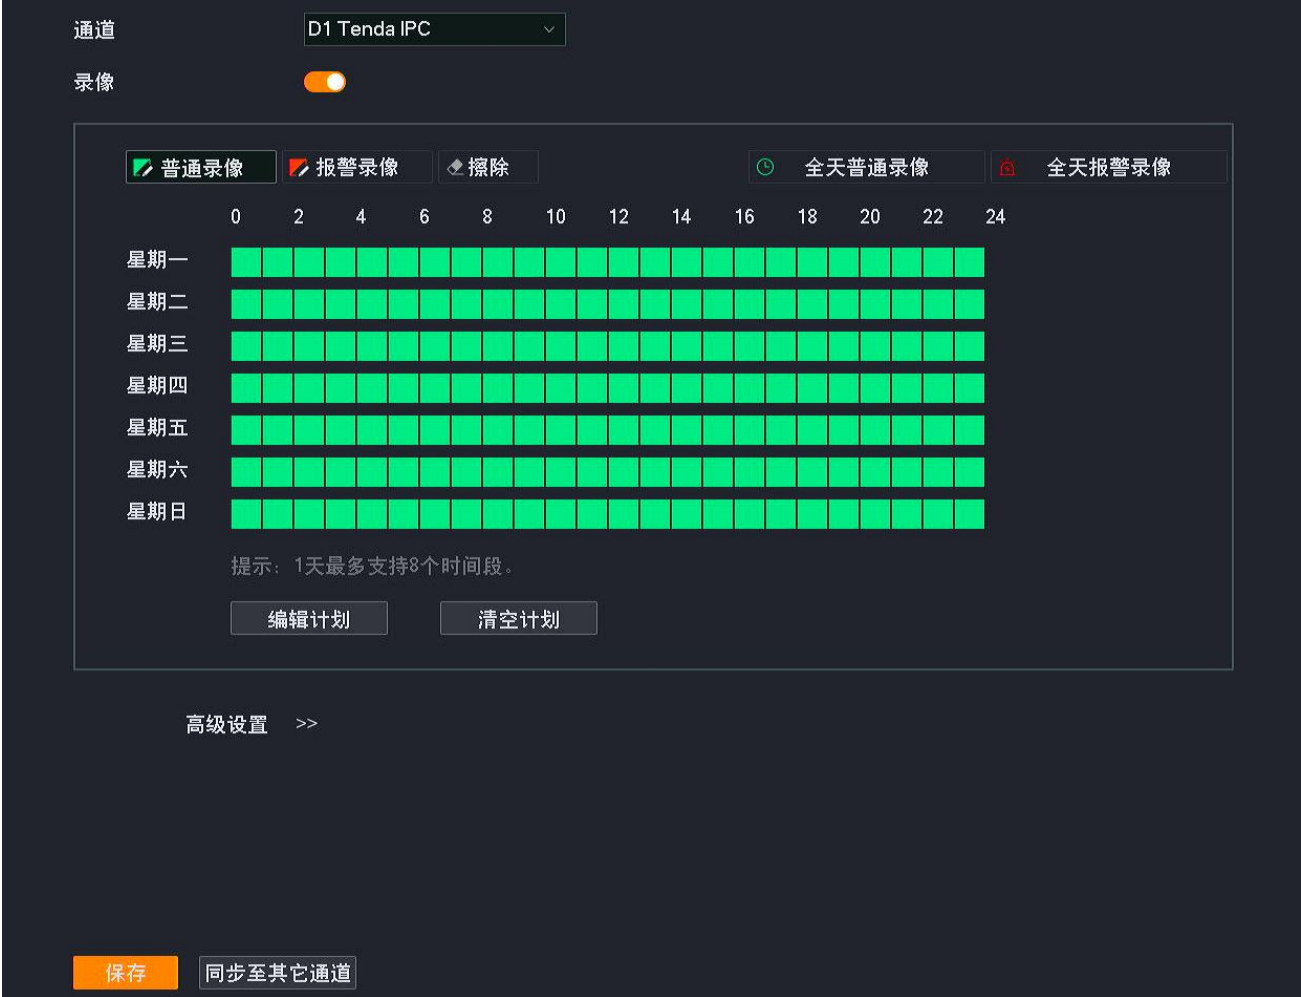 通道 D1 Tenda IPC
录像
普通录像 报警录像 擦除 全天普通录像 全天报警录像
0 2 4 6 8 10 12 14 16 18 20 22 24
星期一
星期二
星期三
星期四
星期五
星期六
星期日
提示：1天最多支持8个时间段。
编辑计划 清空计划
高级设置 >>
保存 同步至其它通道